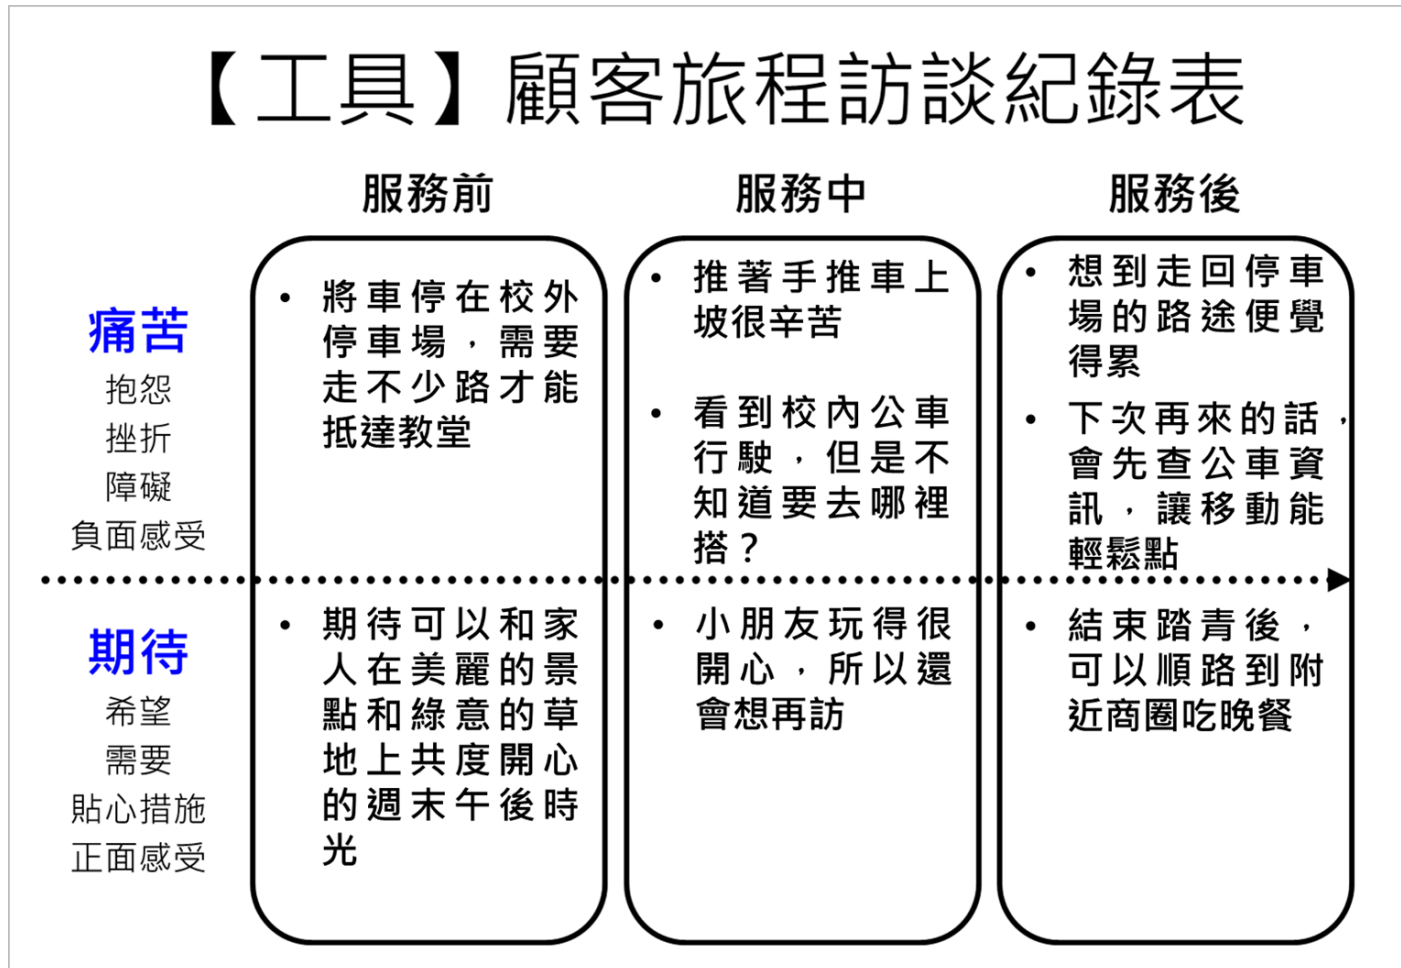 【工具】顧客旅程訪談紀錄表
服務前
服務中
服務後
痛苦
抱怨
挫折
障礙
負面感受
• 將車停在校外
停車場，需要
走不少路才能
抵達教堂
• 推著手推車上
坡很辛苦
• 看到校內公車
行駛，但是不
知道要去哪裡
搭？
• 想到走回停車
場的路途便覺
得累
• 下次再來的話，
會先查公車資
訊，讓移動能
輕鬆點
期待
希望
需要
貼心措施
正面感受
• 期待可以和家
人在美麗的景
點和綠意的草
地上共度開心
的週末午後時
光
• 小朋友玩得很
開心，所以還
會想再訪
• 結束踏青後，
可以順路到附
近商圈吃晚餐